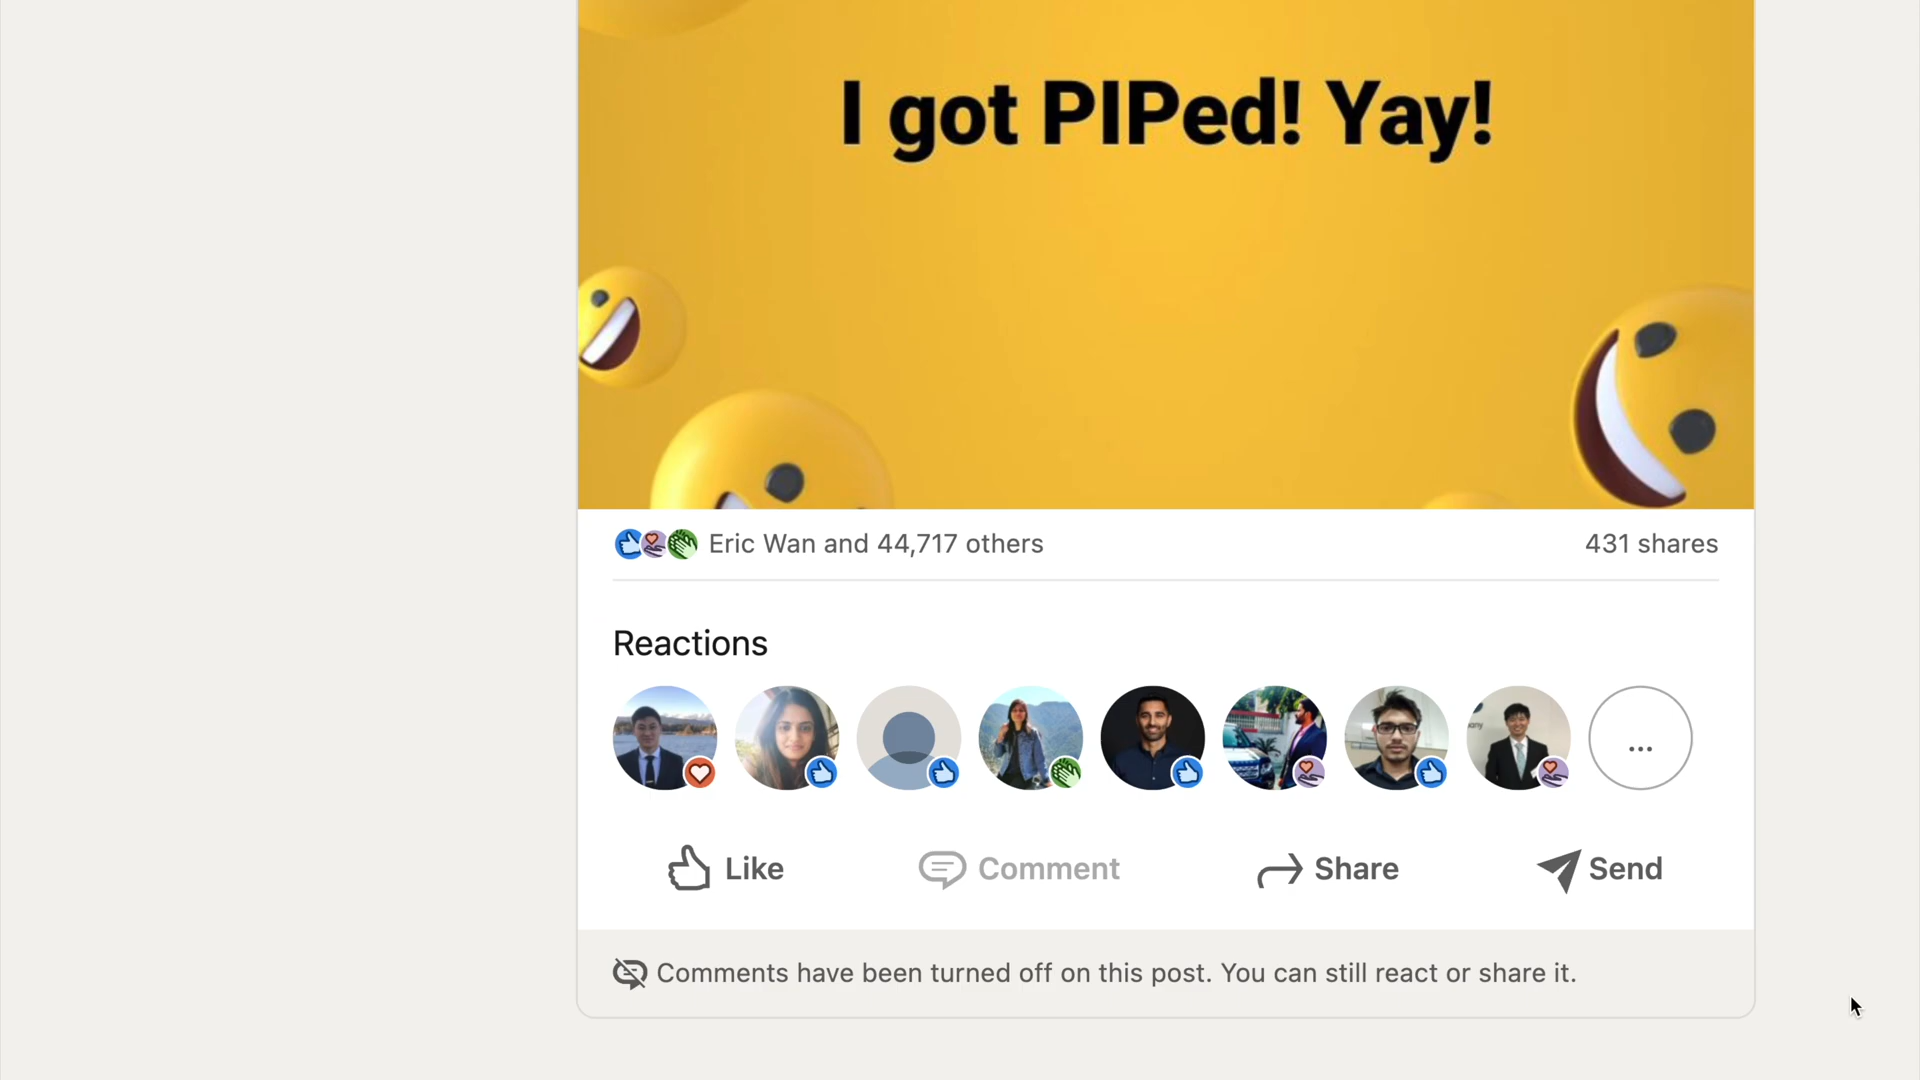 I got PIPed! Yay!
Eric Wan and 44,717 others
431 shares
Reactions
...
Like
Comment
Share
Send
Comments have been turned off on this post. You can still react or share it.